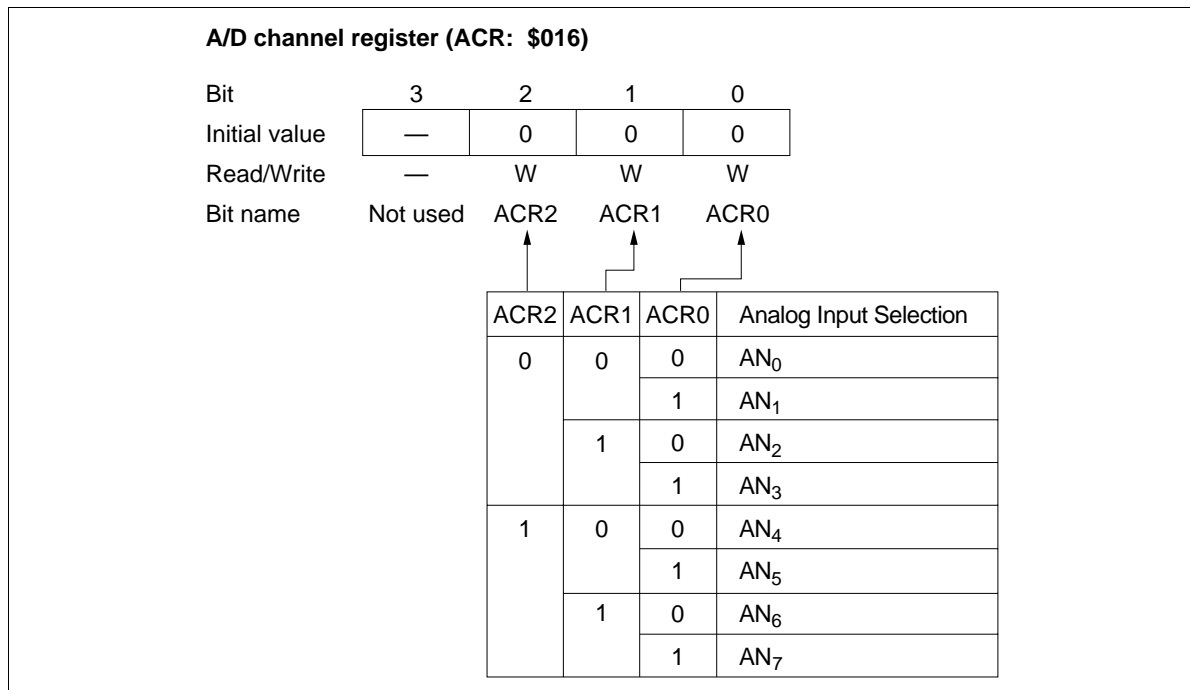 A/D channel register (ACR: $016)
Bit 3 2 1 0
Initial value — 0 0 0
Read/Write — W W W
Bit name Not used ACR2 ACR1 ACR0
ACR2 ACR1 ACR0 Analog Input Selection
0 0 0 AN0
1 AN1
1 0 AN2
1 AN3
1 0 0 AN4
1 AN5
1 0 AN6
1 AN7